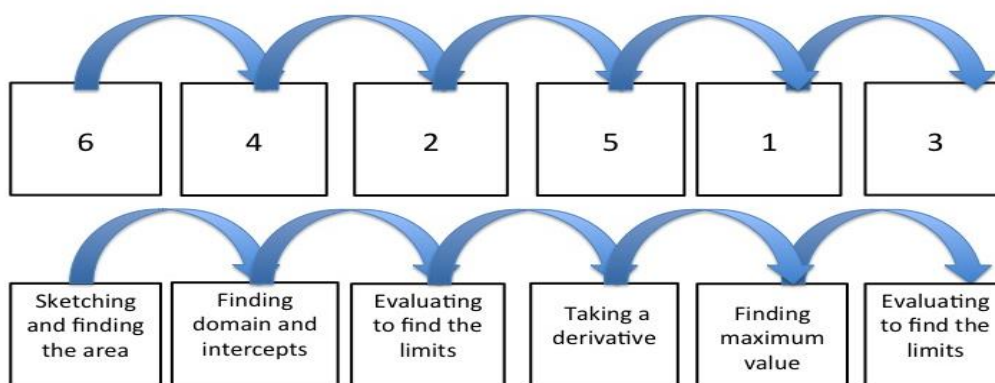 6 4 2 5 1 3
Sketching
and finding
the area
Finding
domain and
intercepts
Evaluating
to find the
limits
Taking a
derivative
Finding
maximum
value
Evaluating
to find the
limits